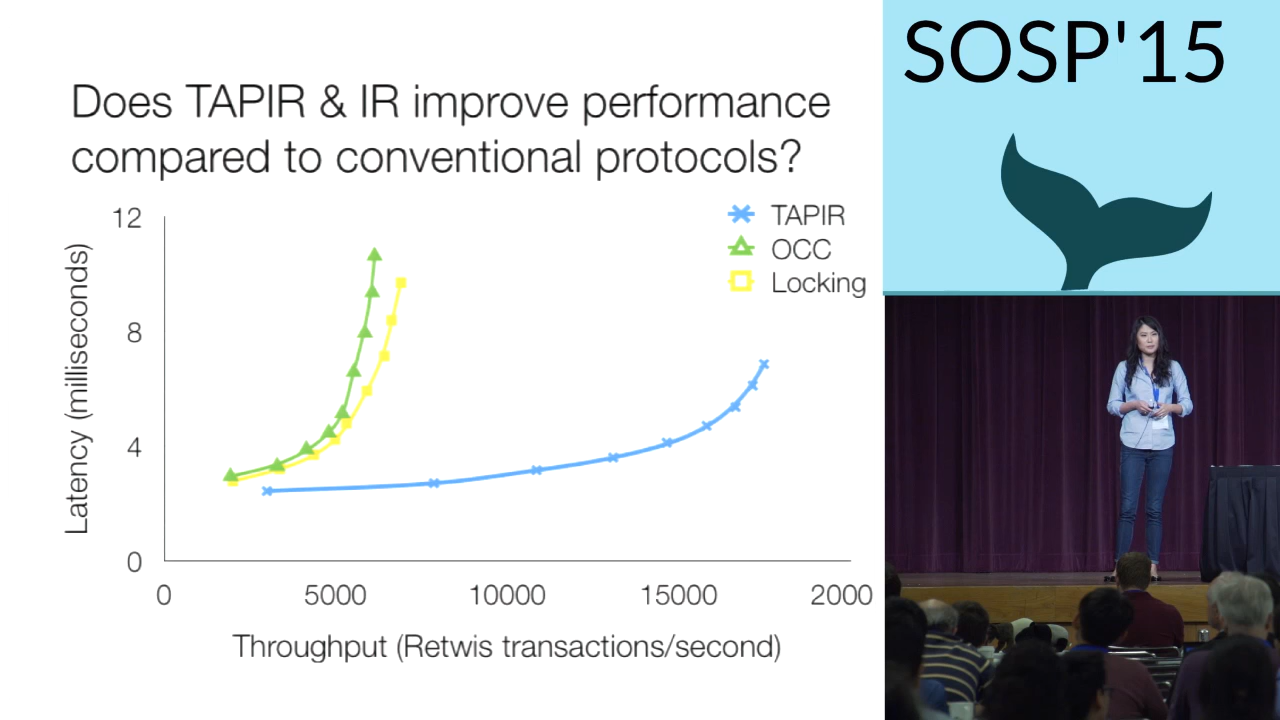 Does TAPIR & IR improve performance
compared to conventional protocols?
TAPIR
OCC
Locking
12
8
4
0
Latency (milliseconds)
0 5000 10000 15000 2000
Throughput (Retwis transactions/second)
SOSP'15